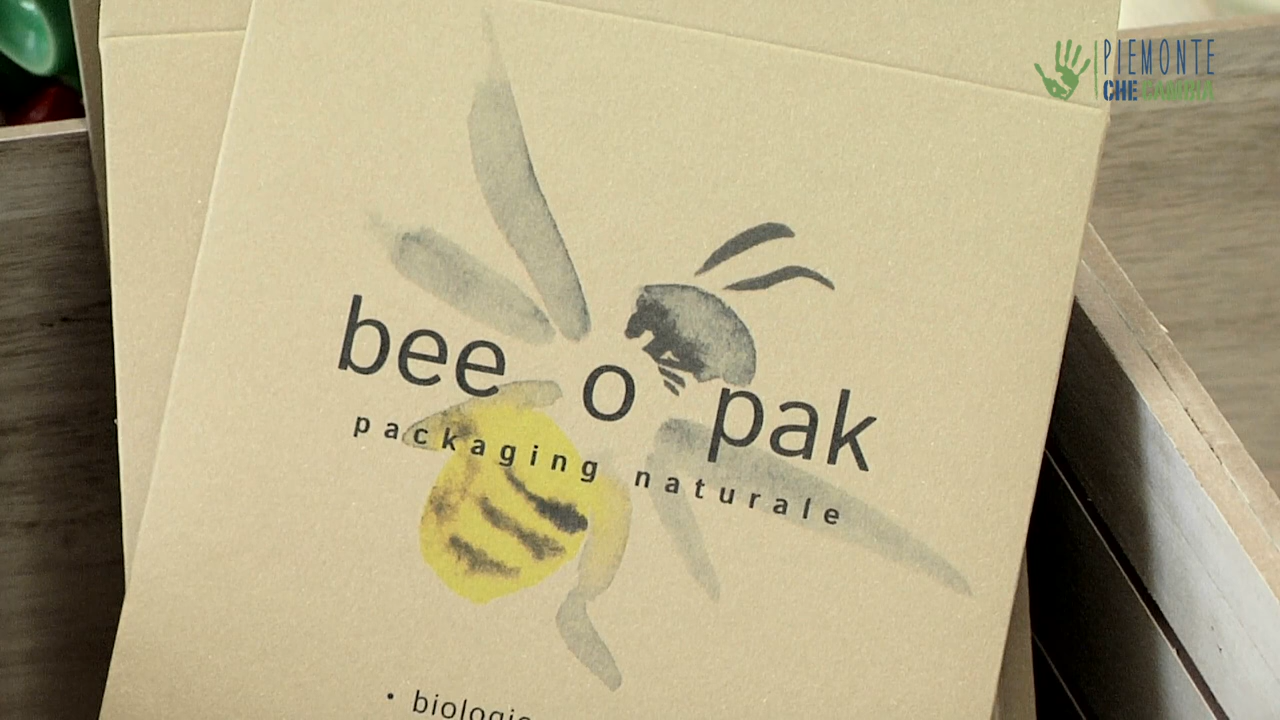 PIEMONTE
CHE CAMBIA
bee o pak
packaging naturale
• biologic